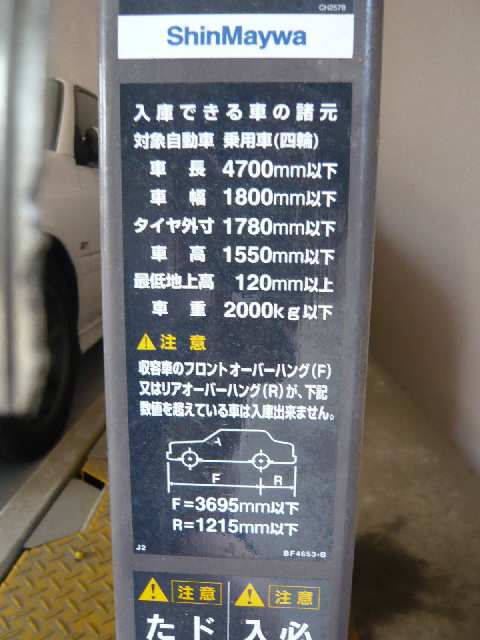 CH2578
ShinMaywa
入庫できる車の諸元
対象自動車 乗用車(四輪)
車長 4700mm以下
車幅 1800mm以下
タイヤ外寸 1780mm以下
車高 1550mm以下
最低地上高 120mm以上
車重 2000kg以下
注意
収容車のフロントオーバーハング(F)
又はリアオーバーハング(R)が、下記
数値を超えている車は入庫出来ません。
F R
F=3695mm以下
R=1215mm以下
J2 BF4653-B
注意 注意
たド入必